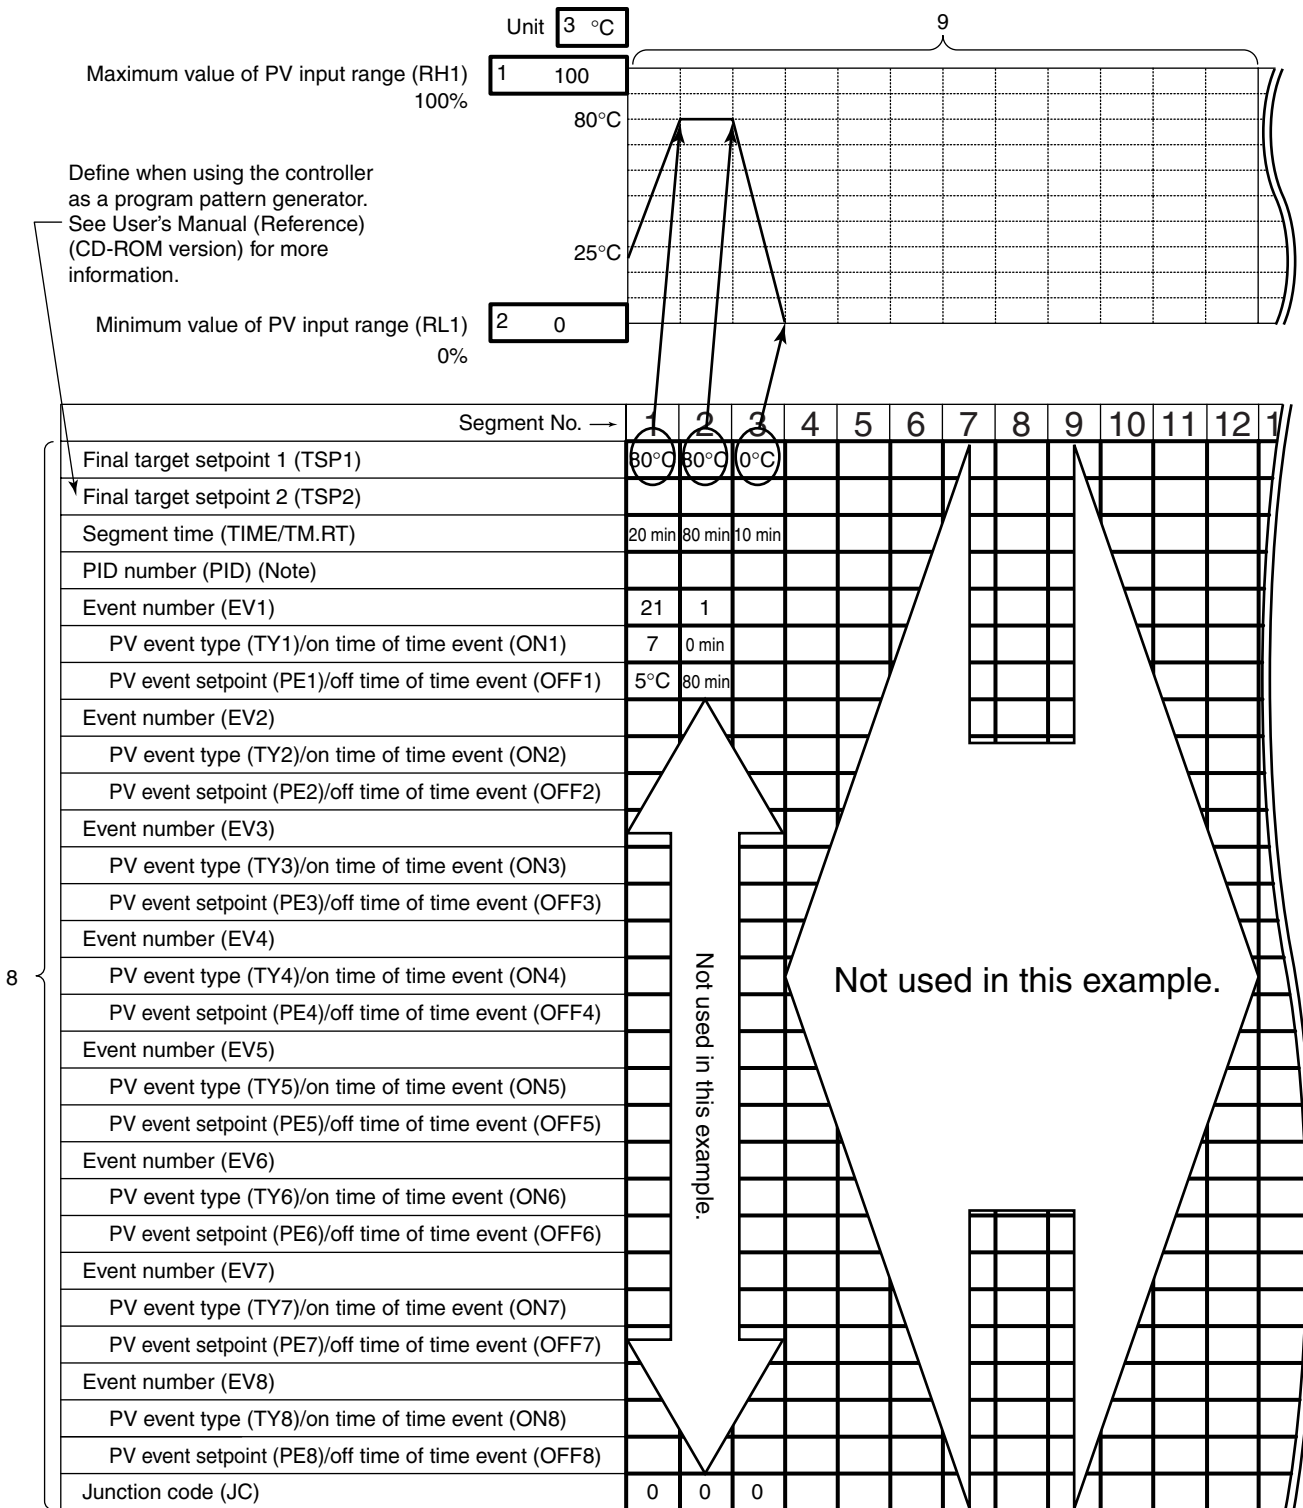 Unit 3 °C
9
Maximum value of PV input range (RH1) 1 100
100%
80°C
Define when using the controller
as a program pattern generator.
See User's Manual (Reference)
(CD-ROM version) for more
information.
25°C
Minimum value of PV input range (RL1) 2 0
0%
Segment No. → 1 2 3 4 5 6 7 8 9 10 11 12 1
Final target setpoint 1 (TSP1) 80°C 80°C 0°C
Final target setpoint 2 (TSP2)
Segment time (TIME/TM.RT) 20 min 80 min 10 min
PID number (PID) (Note)
Event number (EV1) 21 1
PV event type (TY1)/on time of time event (ON1) 7 0 min
PV event setpoint (PE1)/off time of time event (OFF1) 5°C 80 min
Event number (EV2)
PV event type (TY2)/on time of time event (ON2)
PV event setpoint (PE2)/off time of time event (OFF2)
Event number (EV3)
PV event type (TY3)/on time of time event (ON3)
PV event setpoint (PE3)/off time of time event (OFF3)
Event number (EV4)
8
PV event type (TY4)/on time of time event (ON4)
Not used in this example.
Not used in this example.
PV event setpoint (PE4)/off time of time event (OFF4)
Event number (EV5)
PV event type (TY5)/on time of time event (ON5)
PV event setpoint (PE5)/off time of time event (OFF5)
Event number (EV6)
PV event type (TY6)/on time of time event (ON6)
PV event setpoint (PE6)/off time of time event (OFF6)
Event number (EV7)
PV event type (TY7)/on time of time event (ON7)
PV event setpoint (PE7)/off time of time event (OFF7)
Event number (EV8)
PV event type (TY8)/on time of time event (ON8)
PV event setpoint (PE8)/off time of time event (OFF8)
Junction code (JC) 0 0 0